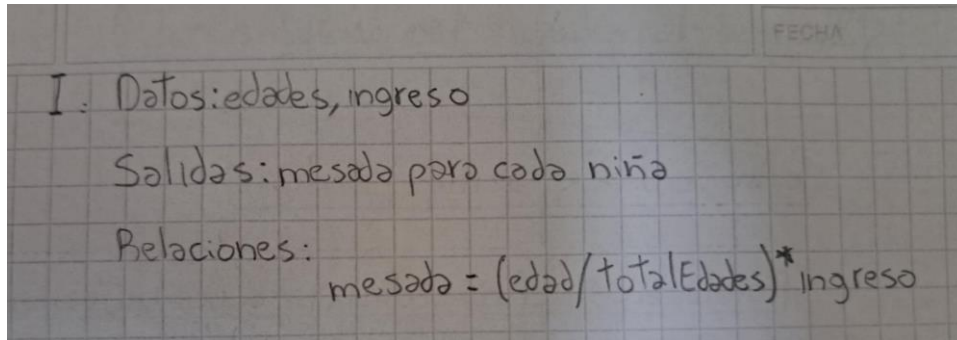 FECHA
I. Datos: edades, ingreso
Salidas: mesada para cada niña
Relaciones:
mesada = (edad/totalEdades)* ingreso